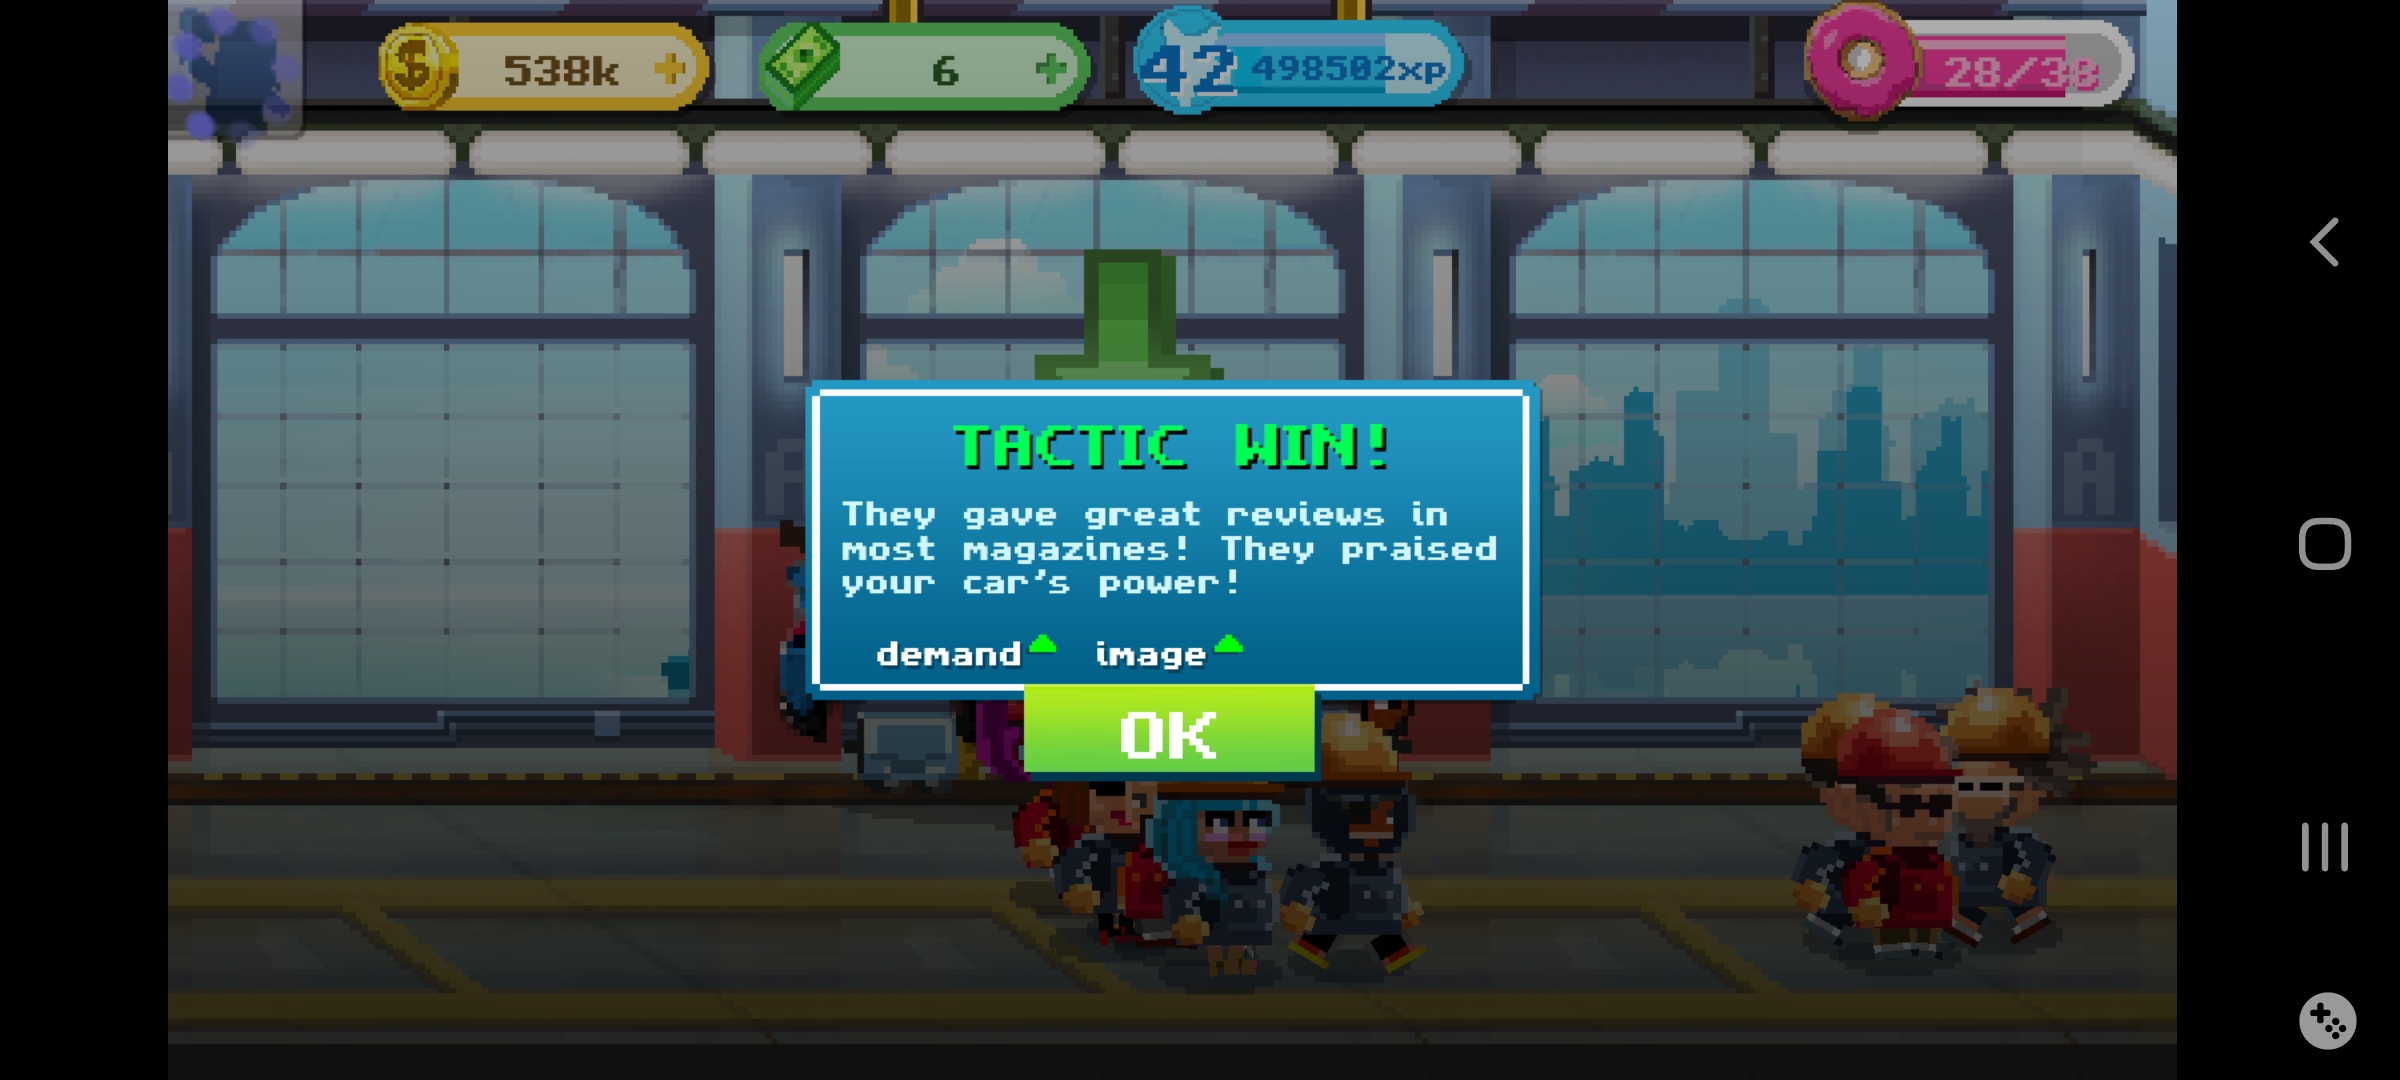 538k
6
42 498502xp
28/38
TACTIC WIN!
They gave great reviews in
most magazines! They praised
your car's power!
demand image
OK